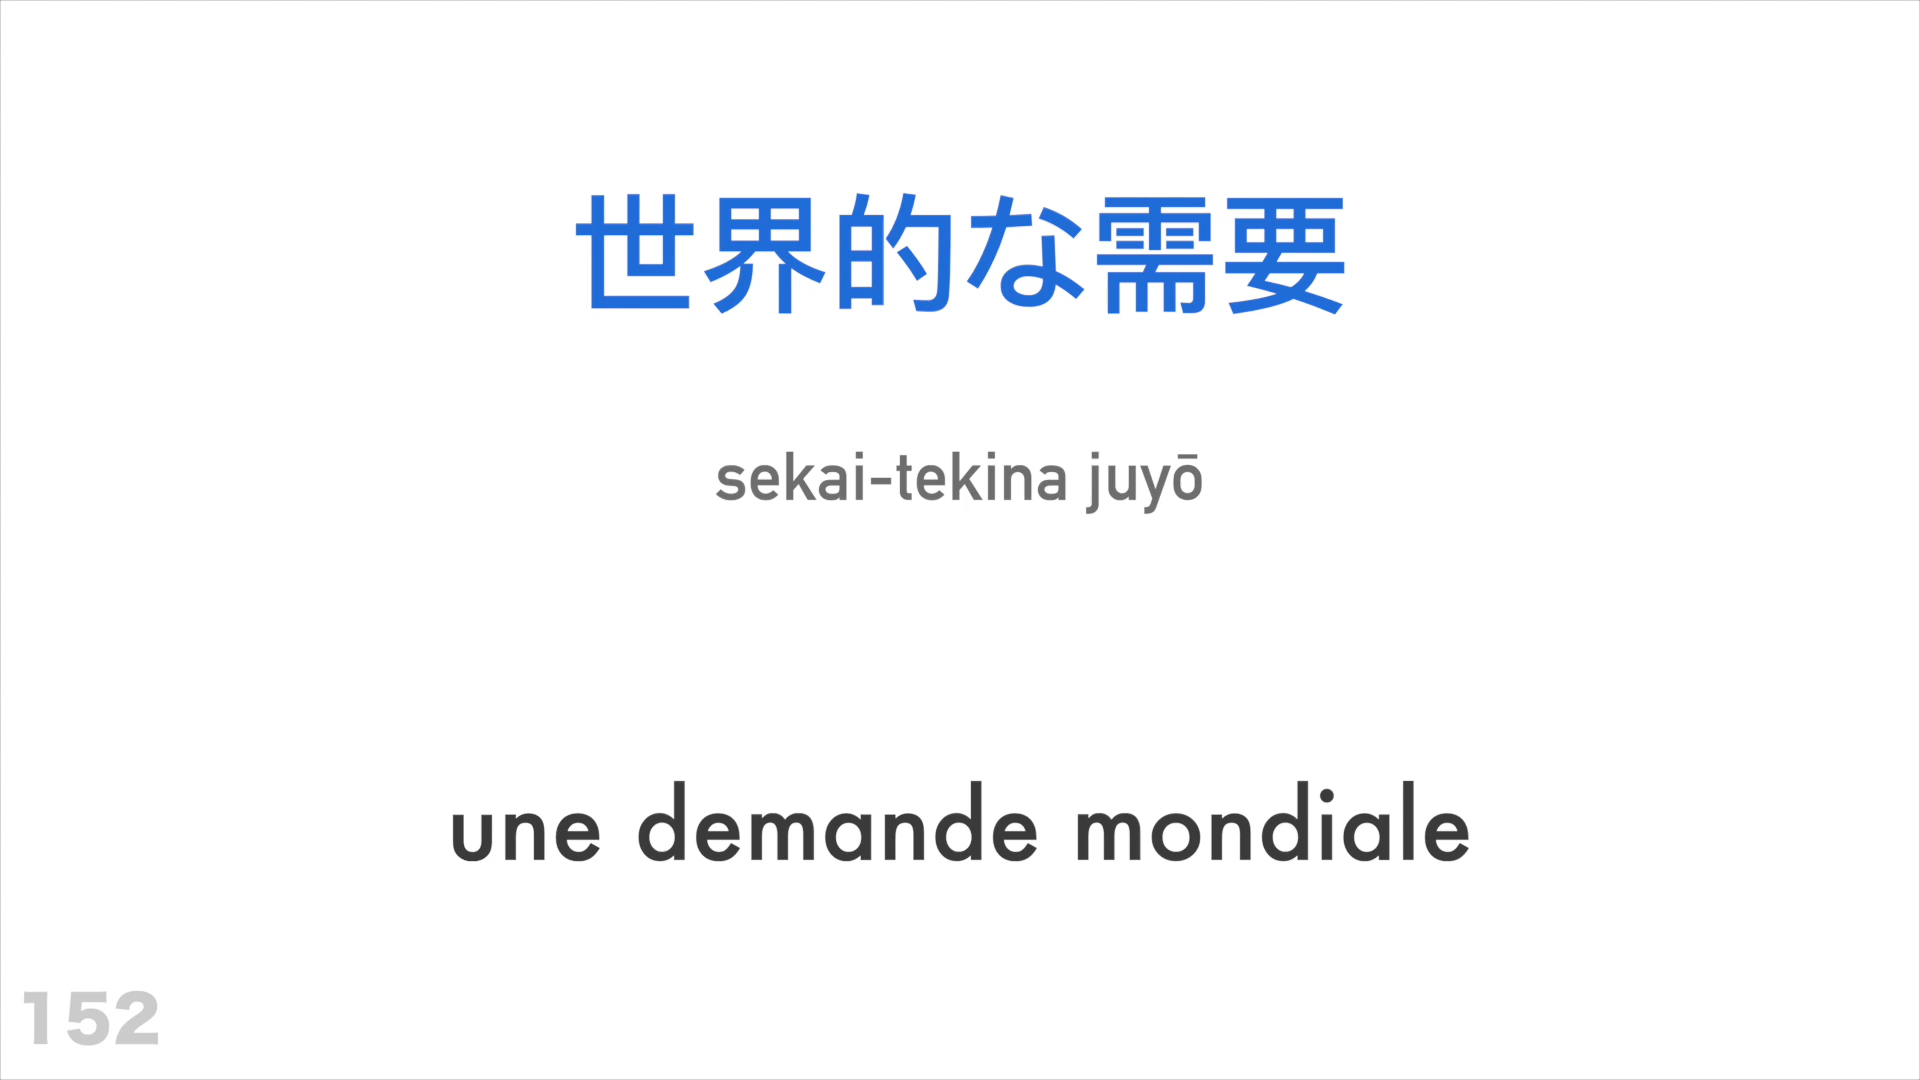 世界的な需要
sekai-tekina juyō
une demande mondiale
152